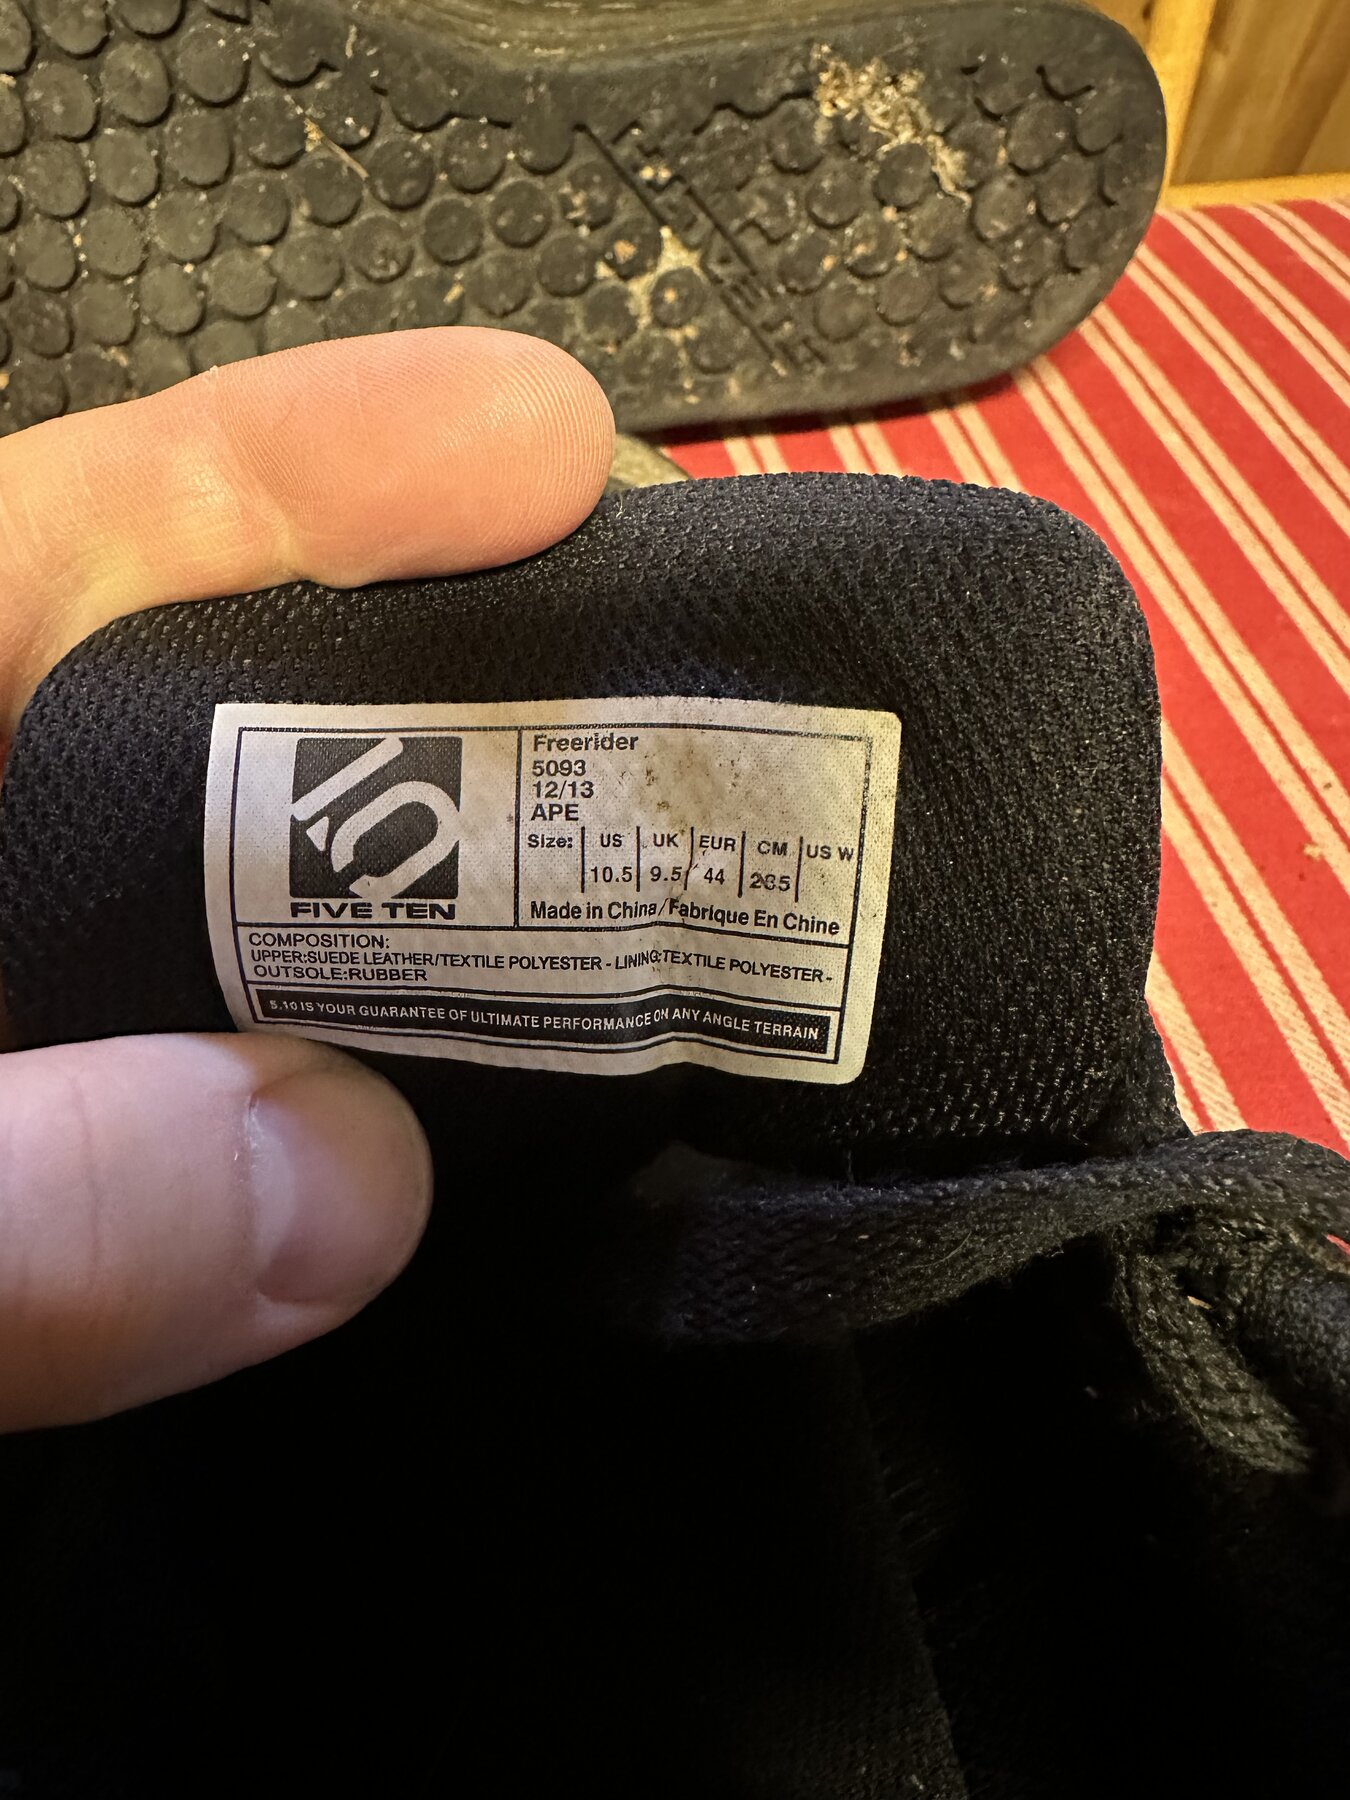 Freerider
5093
12/13
APE
Size: US UK EUR CM US W
10.5 9.5 44 285
Made in China/Fabrique En Chine
FIVE TEN
COMPOSITION:
UPPER:SUEDE LEATHER/TEXTILE POLYESTER - LINING:TEXTILE POLYESTER-
OUTSOLE:RUBBER
5.10 IS YOUR GUARANTEE OF ULTIMATE PERFORMANCE ON ANY ANGLE TERRAIN